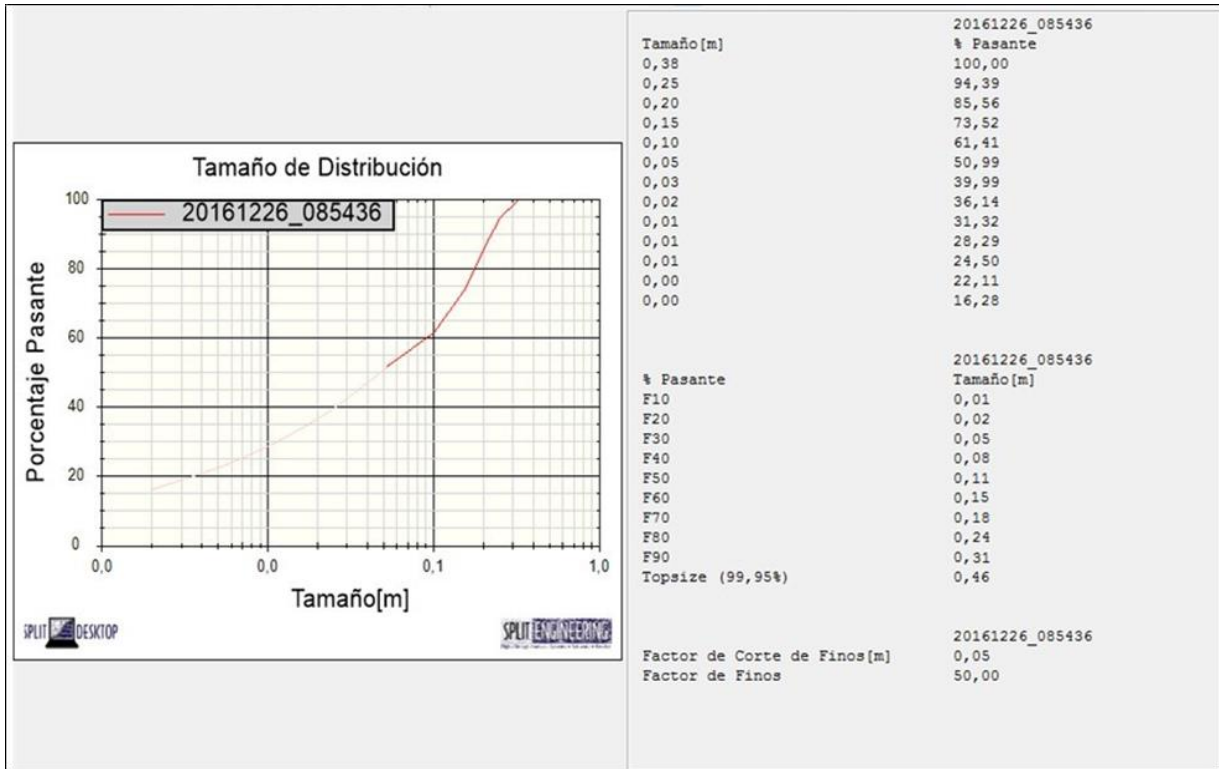 Tamaño de Distribución
20161226_085436
Porcentaje Pasante
100
80
60
40
20
0
0,0 0,0 0,1 1,0
Tamaño[m]
SPLIT DESKTOP
SPLIT ENGINEERING
20161226_085436
Tamaño[m] % Pasante
0,38 100,00
0,25 94,39
0,20 85,56
0,15 73,52
0,10 61,41
0,05 50,99
0,03 39,99
0,02 36,14
0,01 31,32
0,01 28,29
0,01 24,50
0,00 22,11
0,00 16,28
20161226_085436
% Pasante Tamaño[m]
F10 0,01
F20 0,02
F30 0,05
F40 0,08
F50 0,11
F60 0,15
F70 0,18
F80 0,24
F90 0,31
Topsize (99,95%) 0,46
20161226_085436
Factor de Corte de Finos[m] 0,05
Factor de Finos 50,00